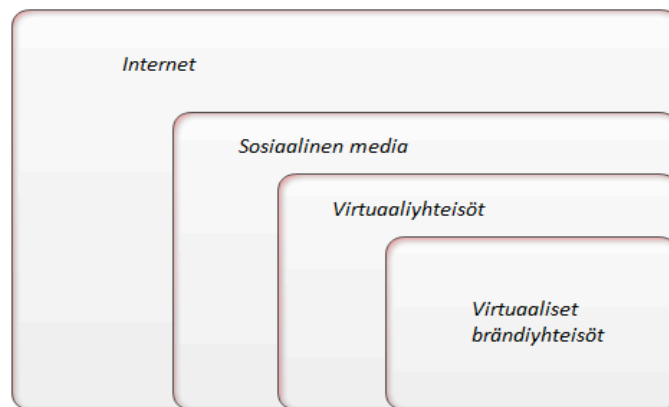 Internet
Sosiaalinen media
Virtuaaliyhteisöt
Virtuaaliset
brändiyhteisöt